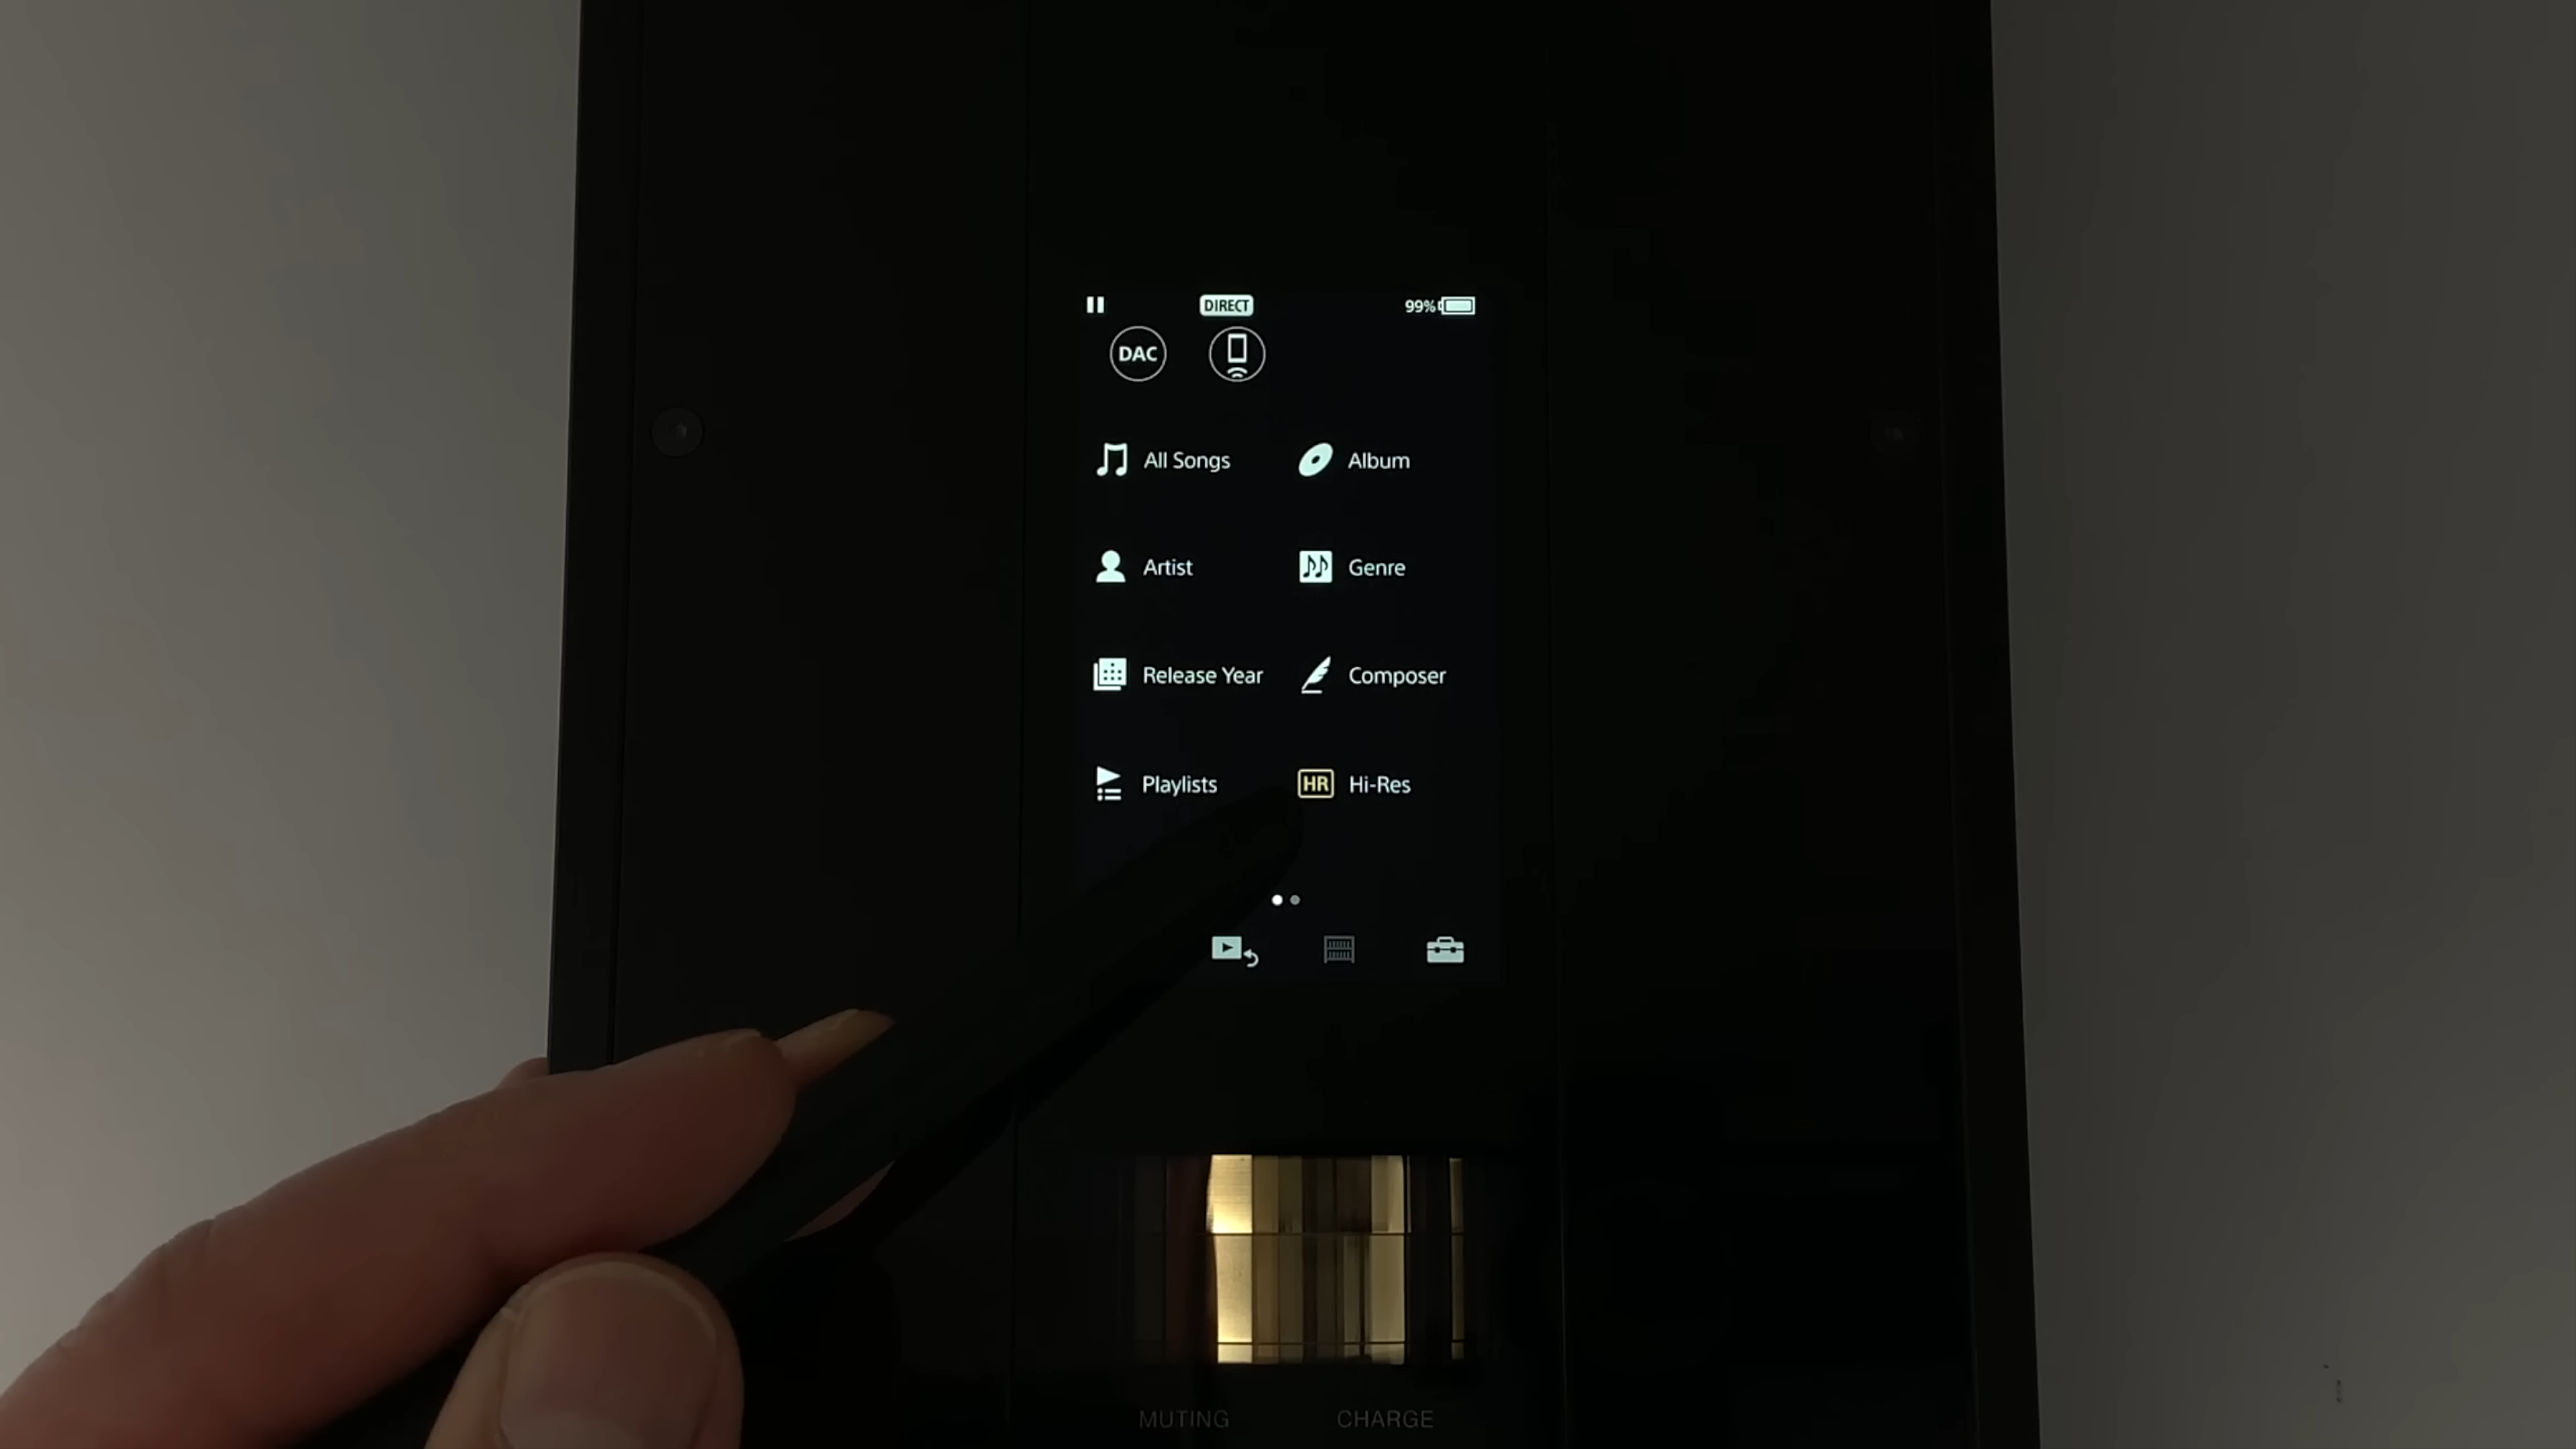 DIRECT 99%
DAC
All Songs Album
Artist Genre
Release Year Composer
Playlists HR Hi-Res
MUTING CHARGE